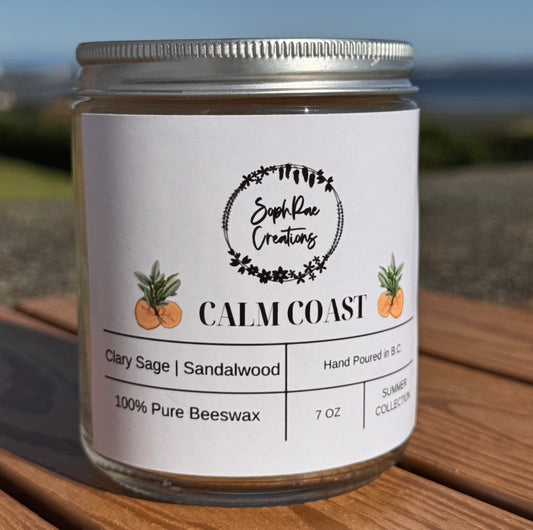 SophRae
Creations
CALM COAST
Clary Sage | Sandalwood
Hand Poured in B.C.
100% Pure Beeswax
7 OZ
SUMMER
COLLECTION